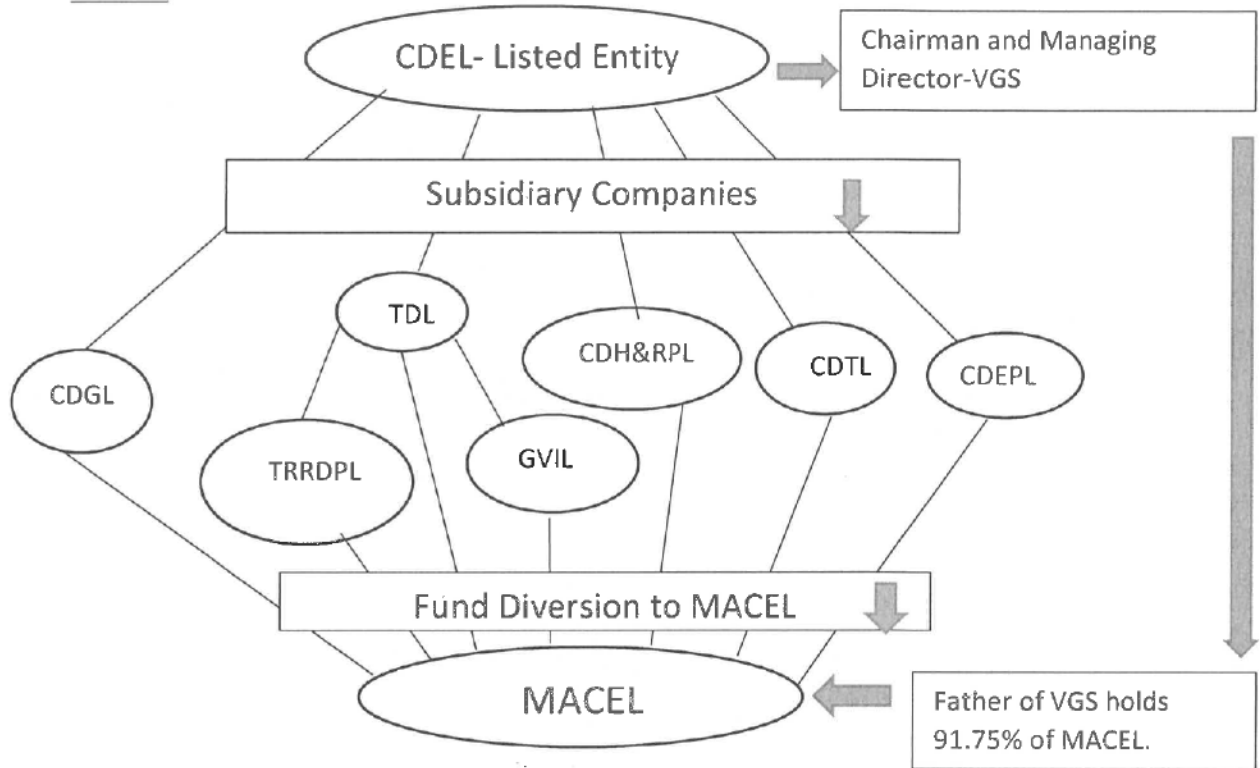 CDEL- Listed Entity
Chairman and Managing
Director-VGS
Subsidiary Companies
TDL
CDH&RPL
CDTL
CDEPL
CDGL
TRRDPL
GVIL
Fund Diversion to MACEL
MACEL
Father of VGS holds
91.75% of MACEL.